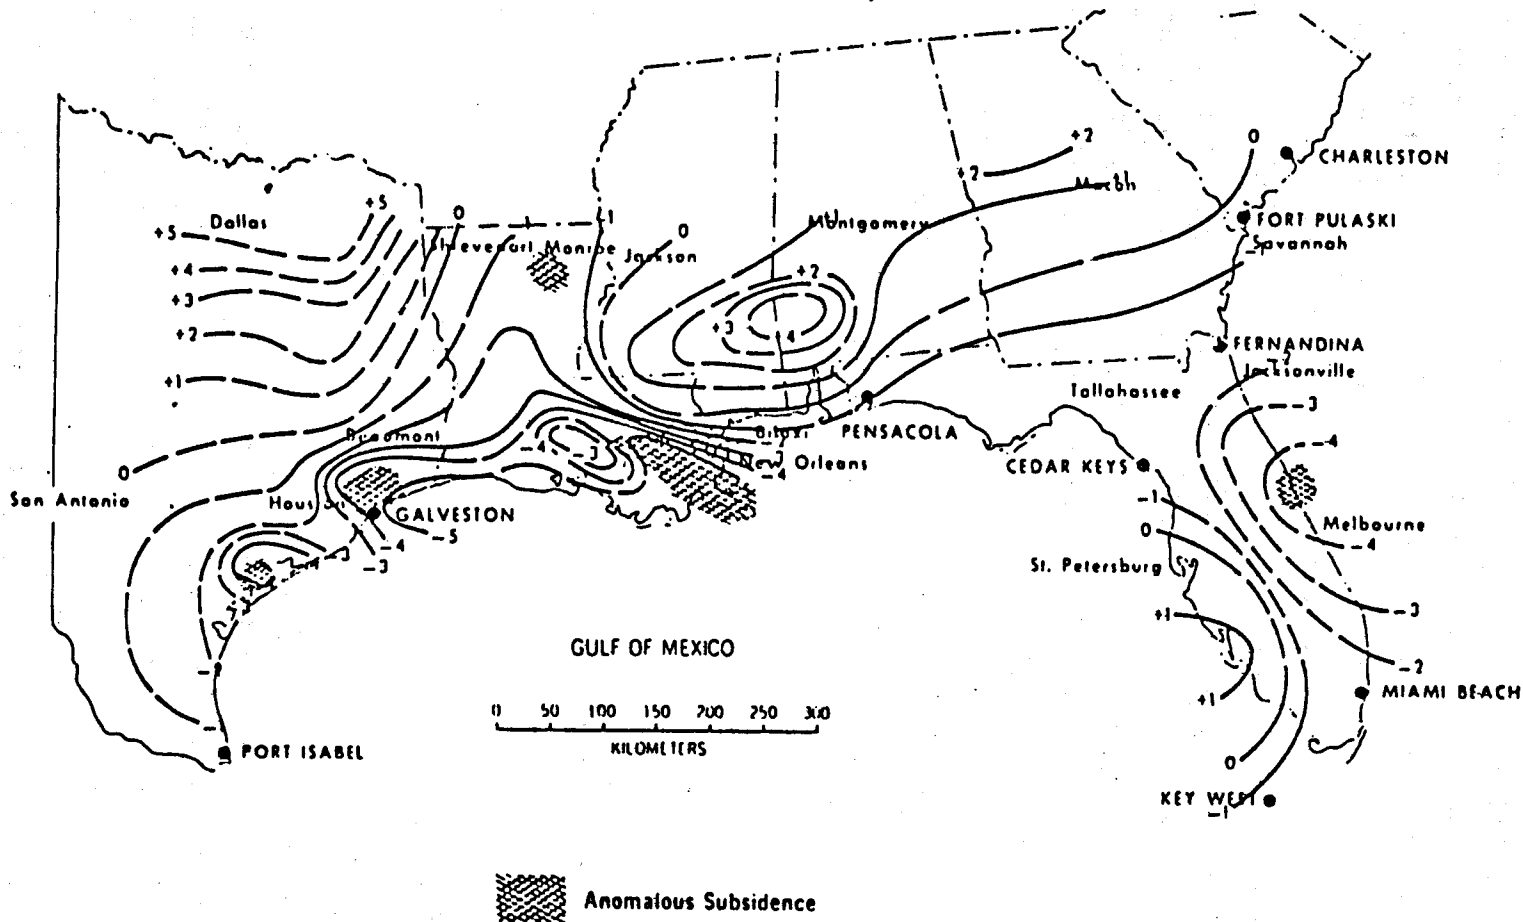 +2
0
CHARLESTON
+2
+5
0
Montgomery
FORT PULASKI
Dallas
0
Savannah
+5
Monroe
Jackson
+4
+2
+3
+3
4
+2
FERNANDINA
Jacksonville
+1
Tallahassee
-3
Beaumont
PENSACOLA
-4
-4
-3
New Orleans
CEDAR KEYS
0
-4
San Antonio
-1
GALVESTON
Melbourne
0
-5
-4
-4
-3
-3
St. Petersburg
+1
-3
GULF OF MEXICO
-2
+1
MIAMI BEACH
0 50 100 150 200 250 300
KILOMETERS
PORT ISABEL
0
KEY WEST
-1
Anomalous Subsidence